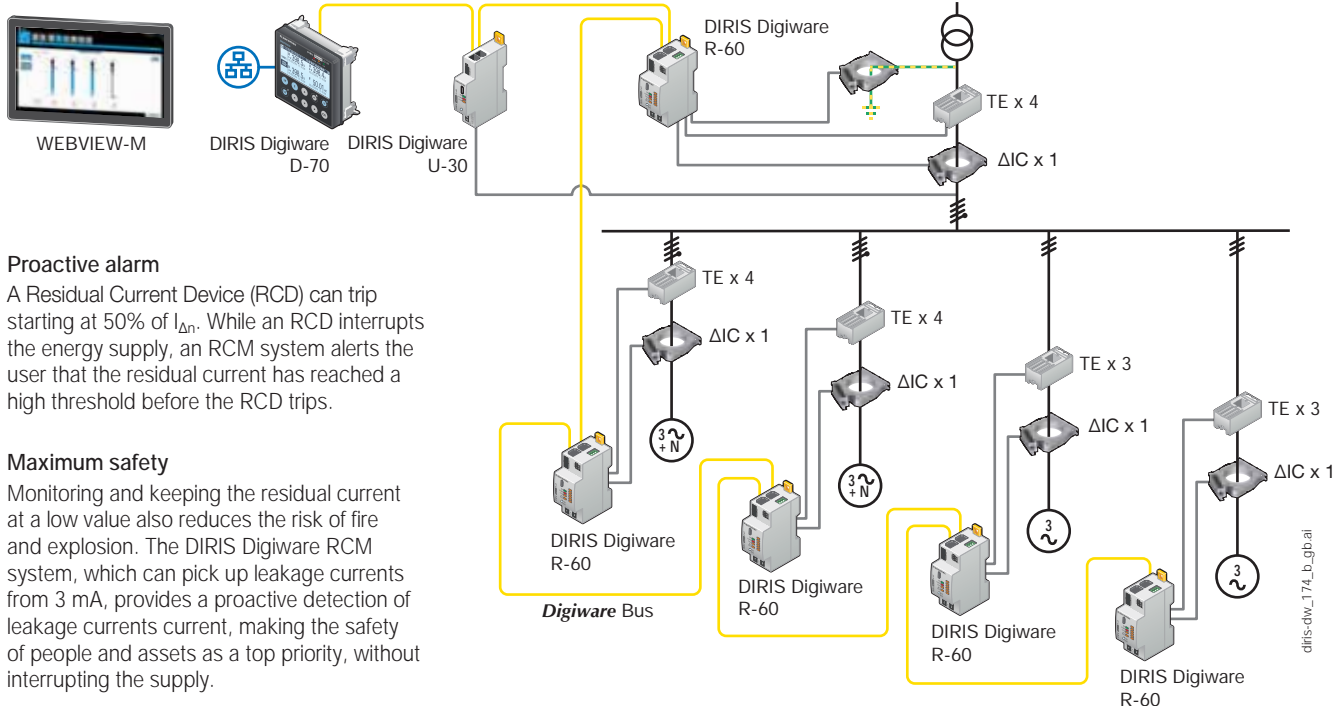 WEBVIEW-M
DIRIS Digiware
D-70
DIRIS Digiware
U-30
DIRIS Digiware
R-60
TE x 4
ΔIC x 1
Proactive alarm
A Residual Current Device (RCD) can trip
starting at 50% of IΔn. While an RCD interrupts
the energy supply, an RCM system alerts the
user that the residual current has reached a
high threshold before the RCD trips.
Maximum safety
Monitoring and keeping the residual current
at a low value also reduces the risk of fire
and explosion. The DIRIS Digiware RCM
system, which can pick up leakage currents
from 3 mA, provides a proactive detection of
leakage currents current, making the safety
of people and assets as a top priority, without
interrupting the supply.
TE x 4
ΔIC x 1
3
+ N
DIRIS Digiware
R-60
Digiware Bus
TE x 4
ΔIC x 1
3
+ N
DIRIS Digiware
R-60
TE x 3
ΔIC x 1
3
DIRIS Digiware
R-60
TE x 3
ΔIC x 1
3
DIRIS Digiware
R-60
diris-dw_174_b_gb.ai